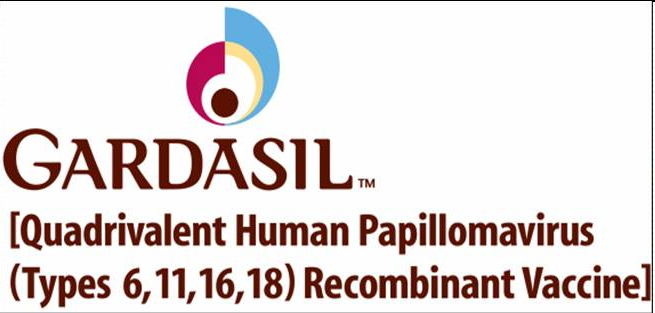 GARDASIL™
[Quadrivalent Human Papillomavirus
(Types 6,11,16,18) Recombinant Vaccine]